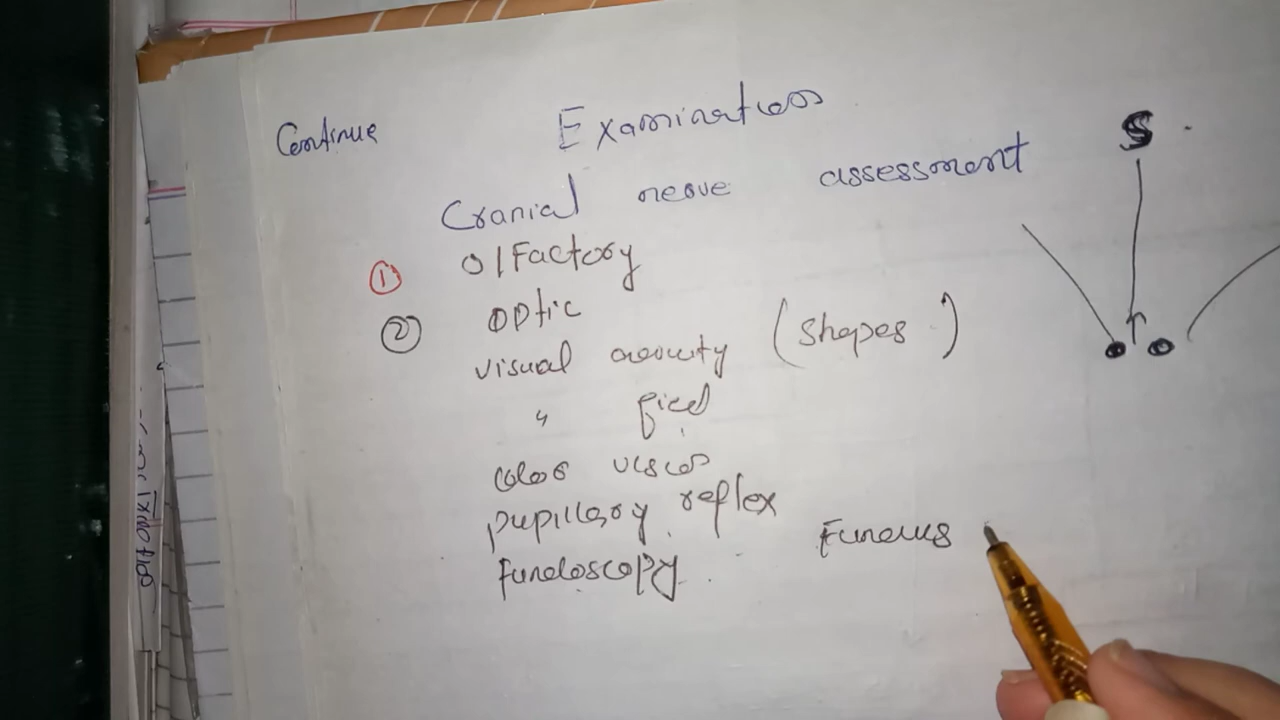 Continue Examination
Cranial nerve assessment
S
① Olfactory
② Optic
visual acuity (shapes)
" field
color vision
pupillary reflex
Fundoscopy. Fundus